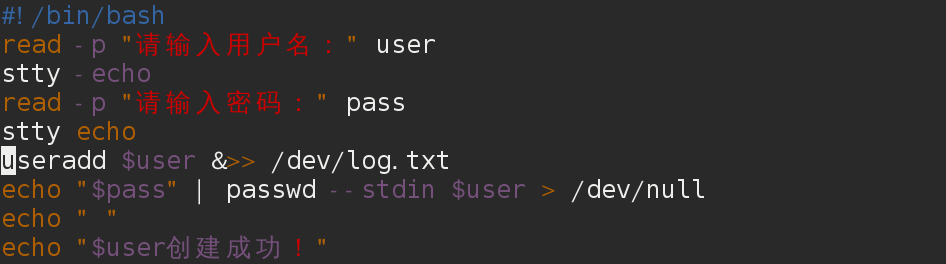 #!/bin/bash
read -p "请输入用户名：" user
stty -echo
read -p "请输入密码：" pass
stty echo
useradd $user &>> /dev/log.txt
echo "$pass" | passwd --stdin $user > /dev/null
echo " "
echo "$user创建成功！"